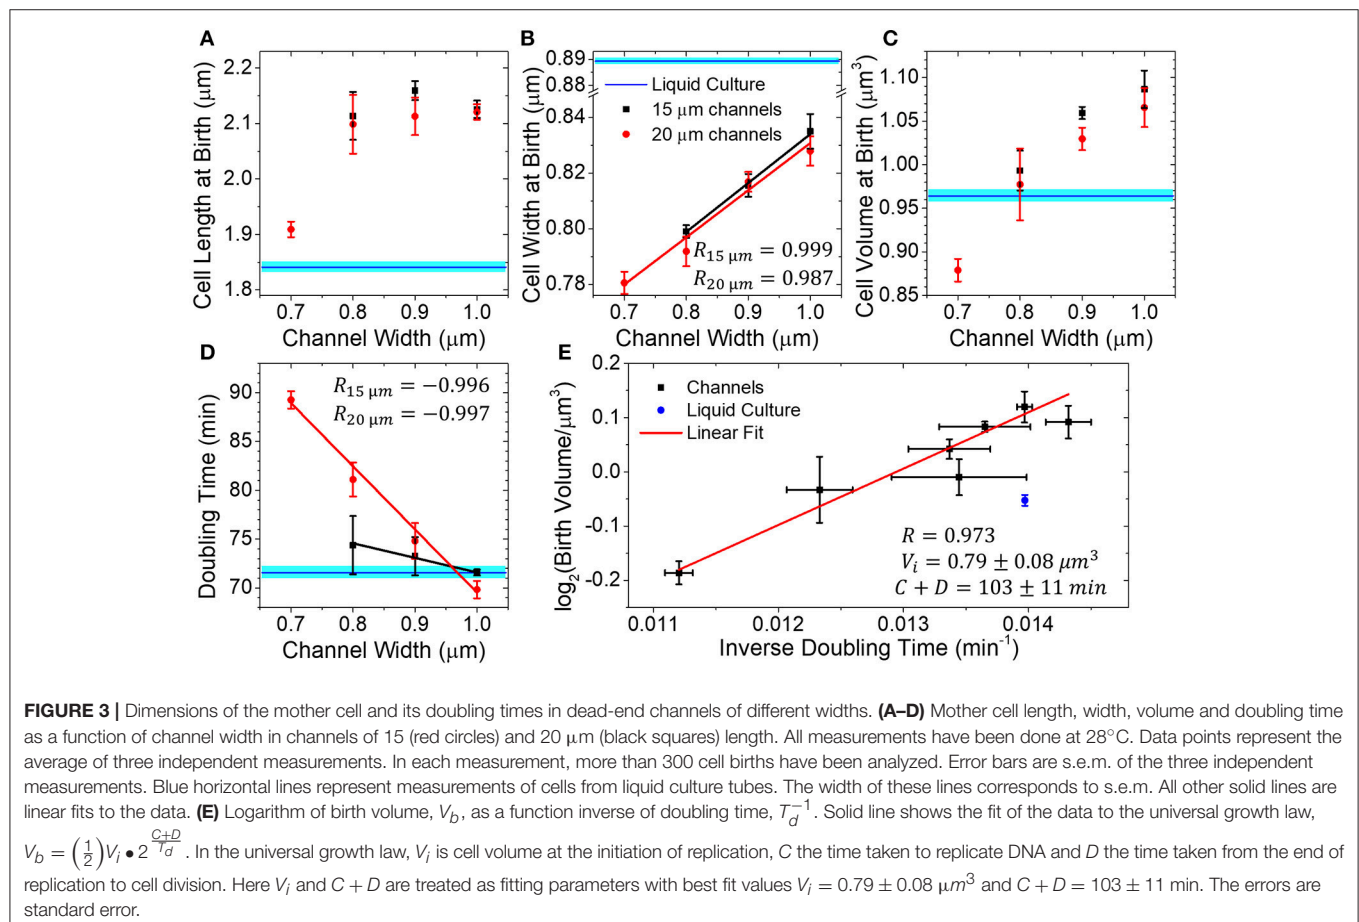 A
Cell Length at Birth (μm)
2.2
2.1
2.0
1.9
1.8
0.7 0.8 0.9 1.0
Channel Width (μm)
B
Cell Width at Birth (μm)
0.89
0.88
0.84
0.82
0.80
0.78
Liquid Culture
15 μm channels
20 μm channels
R15 μm = 0.999
R20 μm = 0.987
0.7 0.8 0.9 1.0
Channel Width (μm)
C
Cell Volume at Birth (μm³)
1.10
1.05
1.00
0.95
0.90
0.85
0.7 0.8 0.9 1.0
Channel Width (μm)
D
Doubling Time (min)
90
85
80
75
70
R15 μm = −0.996
R20 μm = −0.997
0.7 0.8 0.9 1.0
Channel Width (μm)
E
log2(Birth Volume/μm³)
0.2
0.1
0.0
-0.1
-0.2
Channels
Liquid Culture
Linear Fit
R = 0.973
Vi = 0.79 ± 0.08 μm³
C + D = 103 ± 11 min
0.011 0.012 0.013 0.014
Inverse Doubling Time (min-1)
FIGURE 3 | Dimensions of the mother cell and its doubling times in dead-end channels of different widths. (A–D) Mother cell length, width, volume and doubling time
as a function of channel width in channels of 15 (red circles) and 20 μm (black squares) length. All measurements have been done at 28°C. Data points represent the
average of three independent measurements. In each measurement, more than 300 cell births have been analyzed. Error bars are s.e.m. of the three independent
measurements. Blue horizontal lines represent measurements of cells from liquid culture tubes. The width of these lines corresponds to s.e.m. All other solid lines are
linear fits to the data. (E) Logarithm of birth volume, Vb, as a function inverse of doubling time, Td−1. Solid line shows the fit of the data to the universal growth law,
Vb = (1/2) Vi • 2^((C+D)/Td). In the universal growth law, Vi is cell volume at the initiation of replication, C the time taken to replicate DNA and D the time taken from the end of
replication to cell division. Here Vi and C + D are treated as fitting parameters with best fit values Vi = 0.79 ± 0.08 μm³ and C + D = 103 ± 11 min. The errors are
standard error.